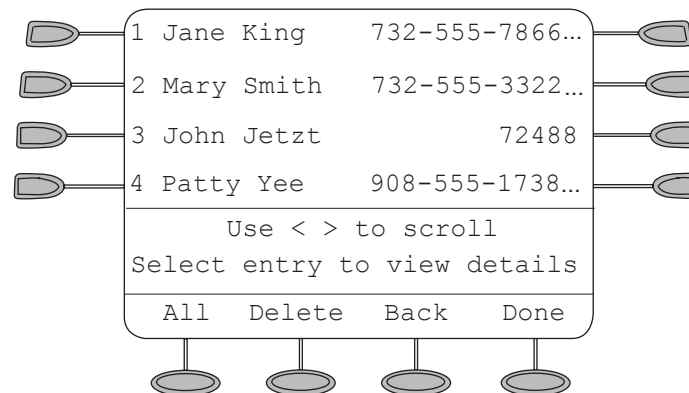 1 Jane King 732-555-7866...
2 Mary Smith 732-555-3322...
3 John Jetzt 72488
4 Patty Yee 908-555-1738...
Use < > to scroll
Select entry to view details
All Delete Back Done